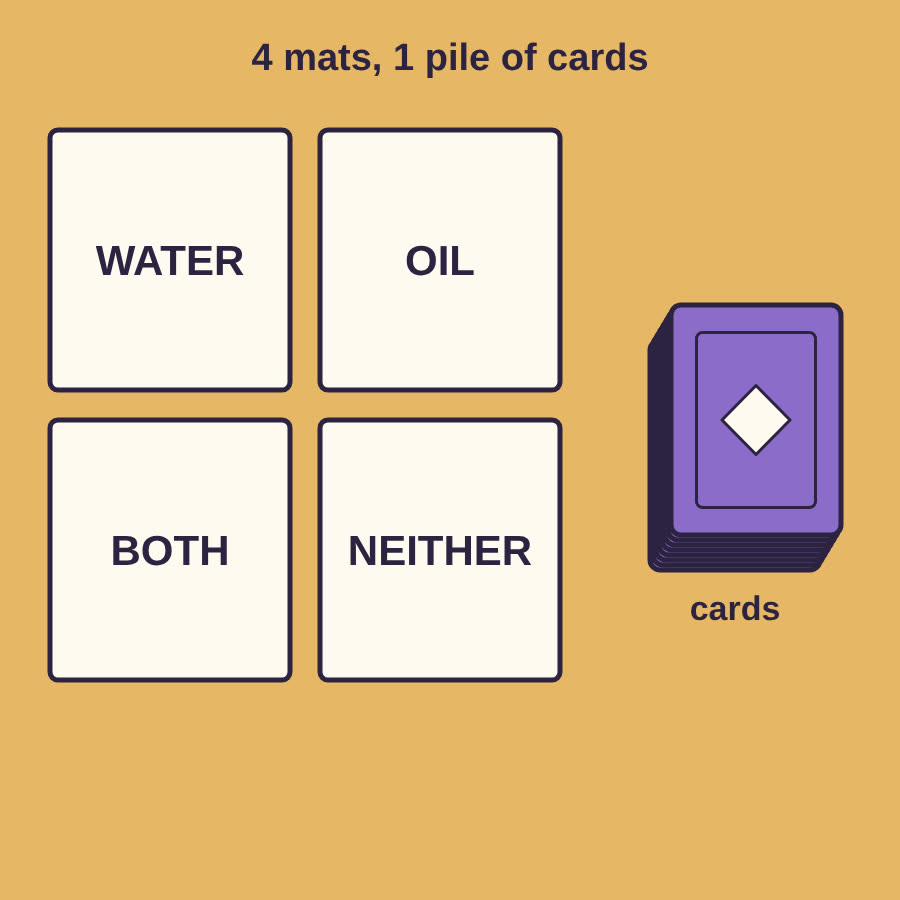 4 mats, 1 pile of cards
WATER
OIL
BOTH
NEITHER
cards